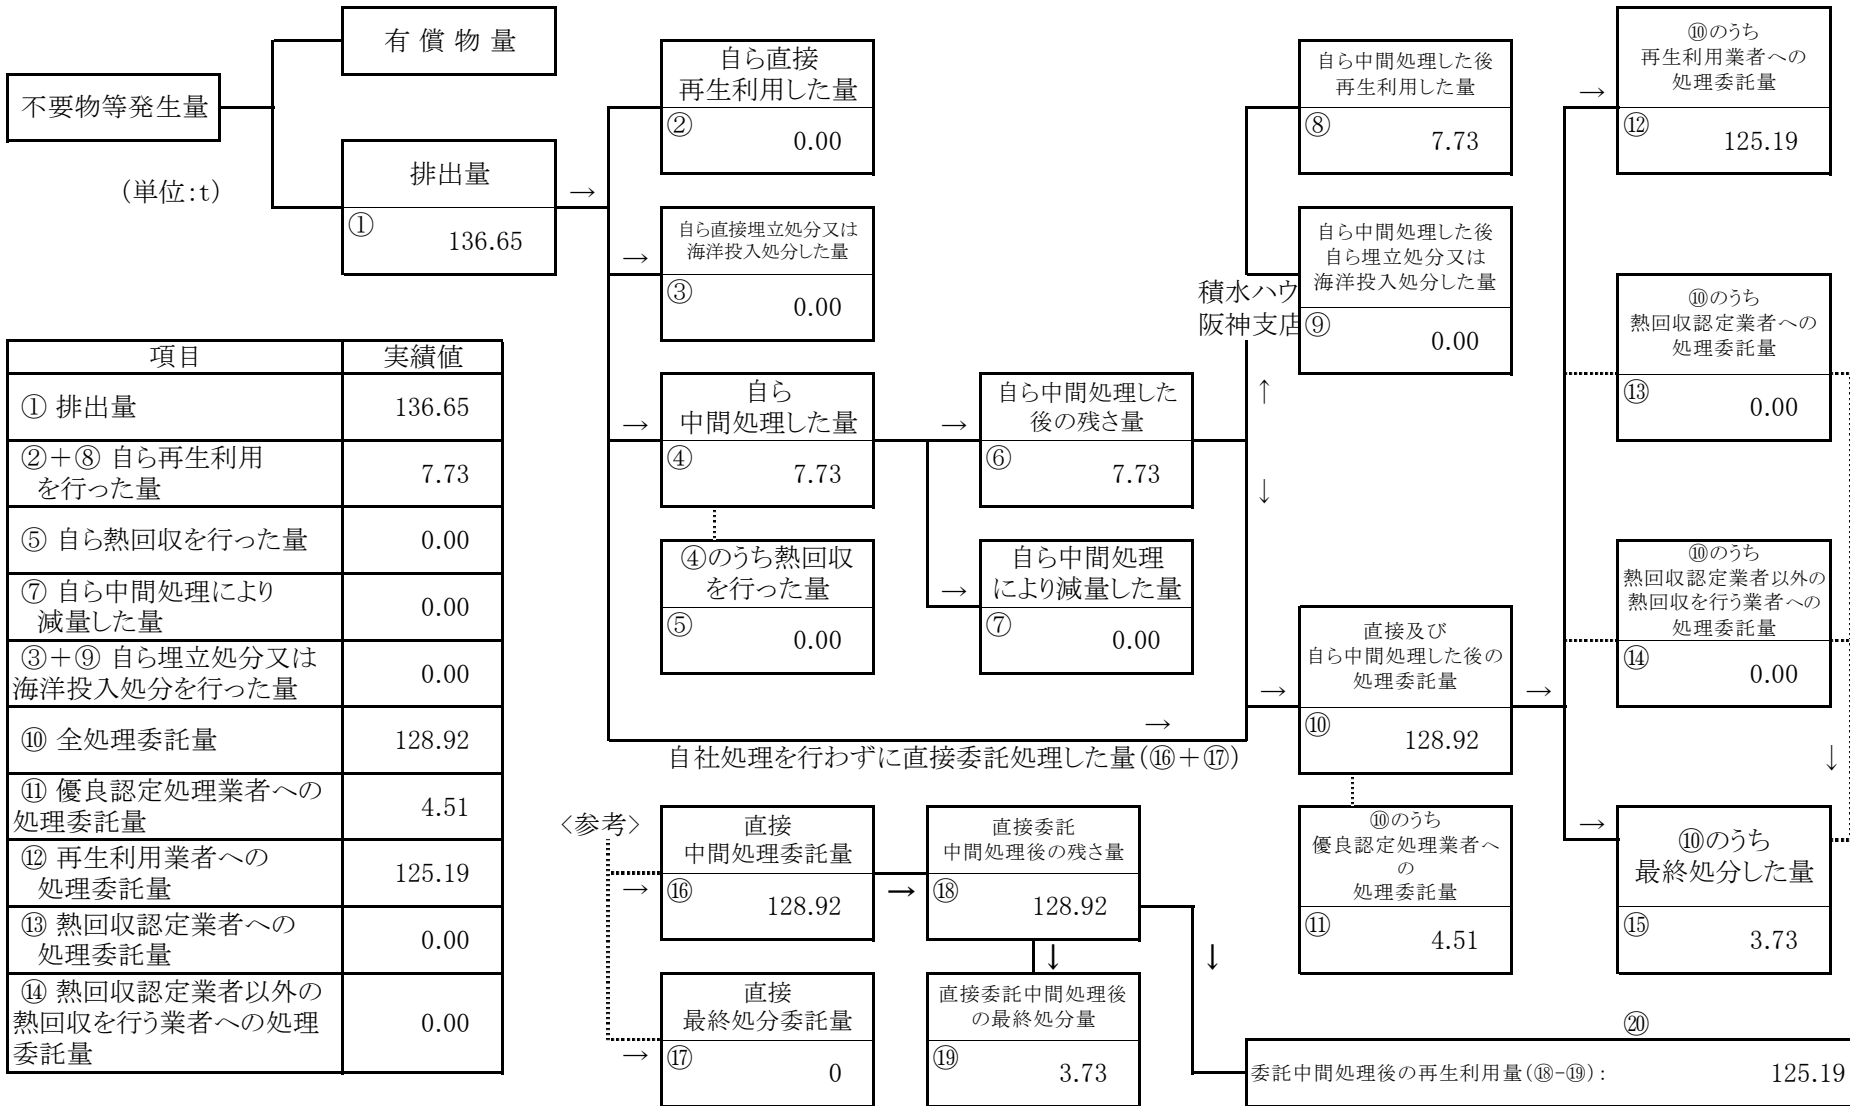 有 償 物 量
不要物等発生量
(単位:t)
排出量
①
136.65
→
自ら直接
再生利用した量
②
0.00
→
自ら直接埋立処分又は
海洋投入処分した量
③
0.00
→
自ら
中間処理した量
④
7.73
④のうち熱回収
を行った量
⑤
0.00
→
自ら中間処理した
後の残さ量
⑥
7.73
→
自ら中間処理
により減量した量
⑦
0.00
積水ハウ
阪神支店
↑
↓
自ら中間処理した後
再生利用した量
⑧
7.73
自ら中間処理した後
自ら埋立処分又は
海洋投入処分した量
⑨
0.00
→
自社処理を行わずに直接委託処理した量(⑯+⑰)
→
直接及び
自ら中間処理した後の
処理委託量
⑩
128.92
→
⑩のうち
優良認定処理業者へ
の
処理委託量
⑪
4.51
→
⑩のうち
再生利用業者への
処理委託量
⑫
125.19
⑩のうち
熱回収認定業者への
処理委託量
⑬
0.00
⑩のうち
熱回収認定業者以外の
熱回収を行う業者への
処理委託量
⑭
0.00
↓
→
⑩のうち
最終処分した量
⑮
3.73
項目 実績値
① 排出量 136.65
②+⑧ 自ら再生利用
を行った量 7.73
⑤ 自ら熱回収を行った量 0.00
⑦ 自ら中間処理により
減量した量 0.00
③+⑨ 自ら埋立処分又は
海洋投入処分を行った量 0.00
⑩ 全処理委託量 128.92
⑪ 優良認定処理業者への
処理委託量 4.51
⑫ 再生利用業者への
処理委託量 125.19
⑬ 熱回収認定業者への
処理委託量 0.00
⑭ 熱回収認定業者以外の
熱回収を行う業者への処理
委託量 0.00
<参考>
→
直接
中間処理委託量
⑯
128.92
→
直接委託
中間処理後の残さ量
⑱
128.92
↓
↓
→
直接
最終処分委託量
⑰
0
直接委託中間処理後
の最終処分量
⑲
3.73
⑳
委託中間処理後の再生利用量(⑱-⑲): 125.19